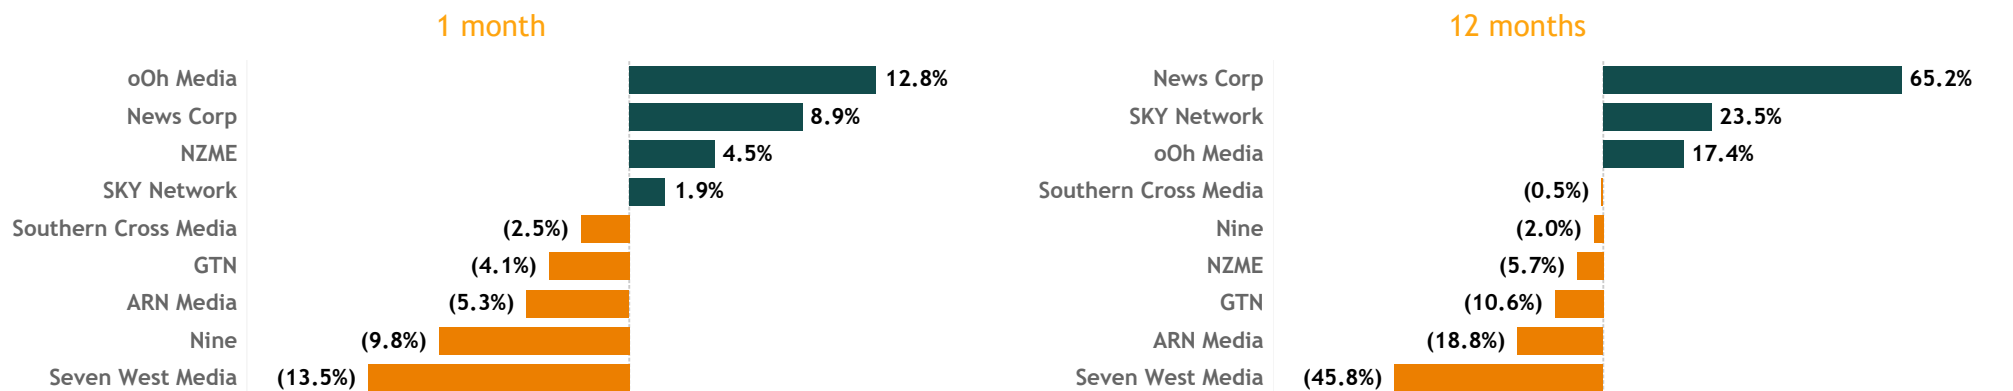 1 month
oOh Media 12.8%
News Corp 8.9%
NZME 4.5%
SKY Network 1.9%
Southern Cross Media (2.5%)
GTN (4.1%)
ARN Media (5.3%)
Nine (9.8%)
Seven West Media (13.5%)
12 months
News Corp 65.2%
SKY Network 23.5%
oOh Media 17.4%
Southern Cross Media (0.5%)
Nine (2.0%)
NZME (5.7%)
GTN (10.6%)
ARN Media (18.8%)
Seven West Media (45.8%)